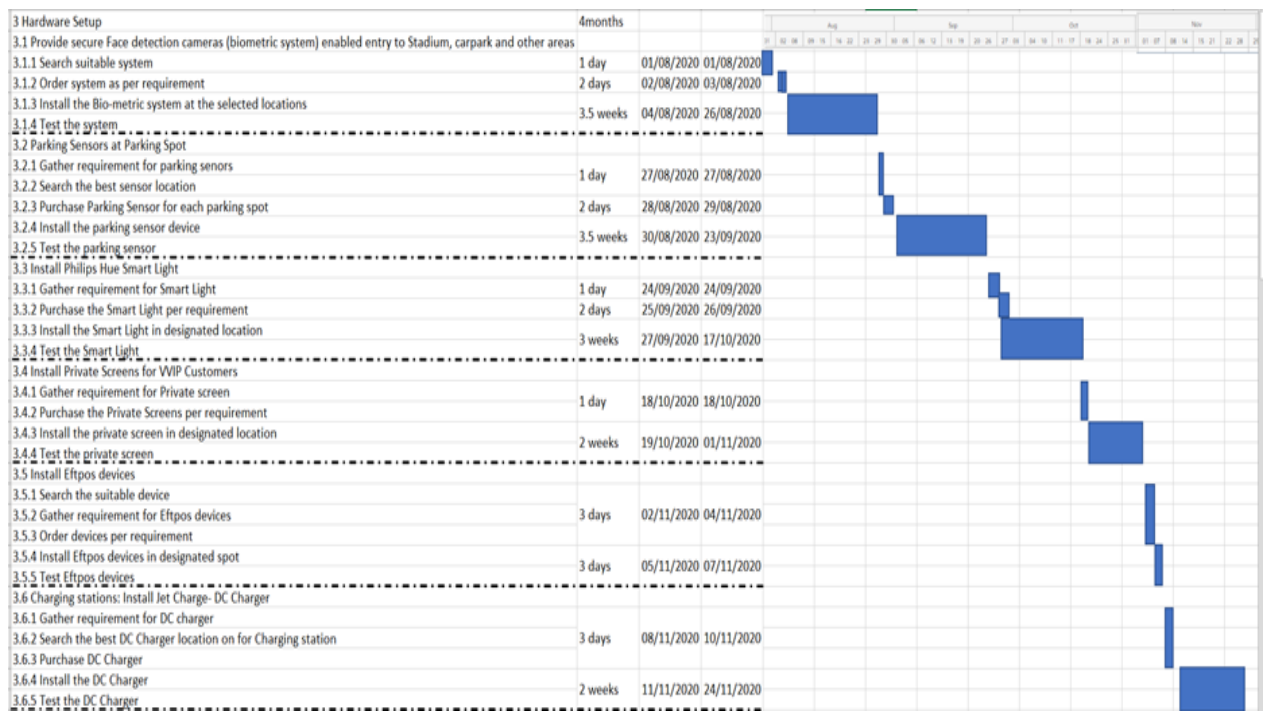 3 Hardware Setup 4months
Aug Sep Oct Nov
3.1 Provide secure Face detection cameras (biometric system) enabled entry to Stadium, carpark and other areas
3.1.1 Search suitable system 1 day 01/08/2020 01/08/2020
3.1.2 Order system as per requirement 2 days 02/08/2020 03/08/2020
3.1.3 Install the Bio-metric system at the selected locations
3.5 weeks 04/08/2020 26/08/2020
3.1.4 Test the system
3.2 Parking Sensors at Parking Spot
3.2.1 Gather requirement for parking senors
1 day 27/08/2020 27/08/2020
3.2.2 Search the best sensor location
3.2.3 Purchase Parking Sensor for each parking spot 2 days 28/08/2020 29/08/2020
3.2.4 Install the parking sensor device
3.5 weeks 30/08/2020 23/09/2020
3.2.5 Test the parking sensor
3.3 Install Philips Hue Smart Light
3.3.1 Gather requirement for Smart Light 1 day 24/09/2020 24/09/2020
3.3.2 Purchase the Smart Light per requirement 2 days 25/09/2020 26/09/2020
3.3.3 Install the Smart Light in designated location
3 weeks 27/09/2020 17/10/2020
3.3.4 Test the Smart Light
3.4 Install Private Screens for VVIP Customers
3.4.1 Gather requirement for Private screen
1 day 18/10/2020 18/10/2020
3.4.2 Purchase the Private Screens per requirement
3.4.3 Install the private screen in designated location
2 weeks 19/10/2020 01/11/2020
3.4.4 Test the private screen
3.5 Install Eftpos devices
3.5.1 Search the suitable device
3.5.2 Gather requirement for Eftpos devices 3 days 02/11/2020 04/11/2020
3.5.3 Order devices per requirement
3.5.4 Install Eftpos devices in designated spot
3 days 05/11/2020 07/11/2020
3.5.5 Test Eftpos devices
3.6 Charging stations: Install Jet Charge- DC Charger
3.6.1 Gather requirement for DC charger
3.6.2 Search the best DC Charger location on for Charging station 3 days 08/11/2020 10/11/2020
3.6.3 Purchase DC Charger
3.6.4 Install the DC Charger
2 weeks 11/11/2020 24/11/2020
3.6.5 Test the DC Charger